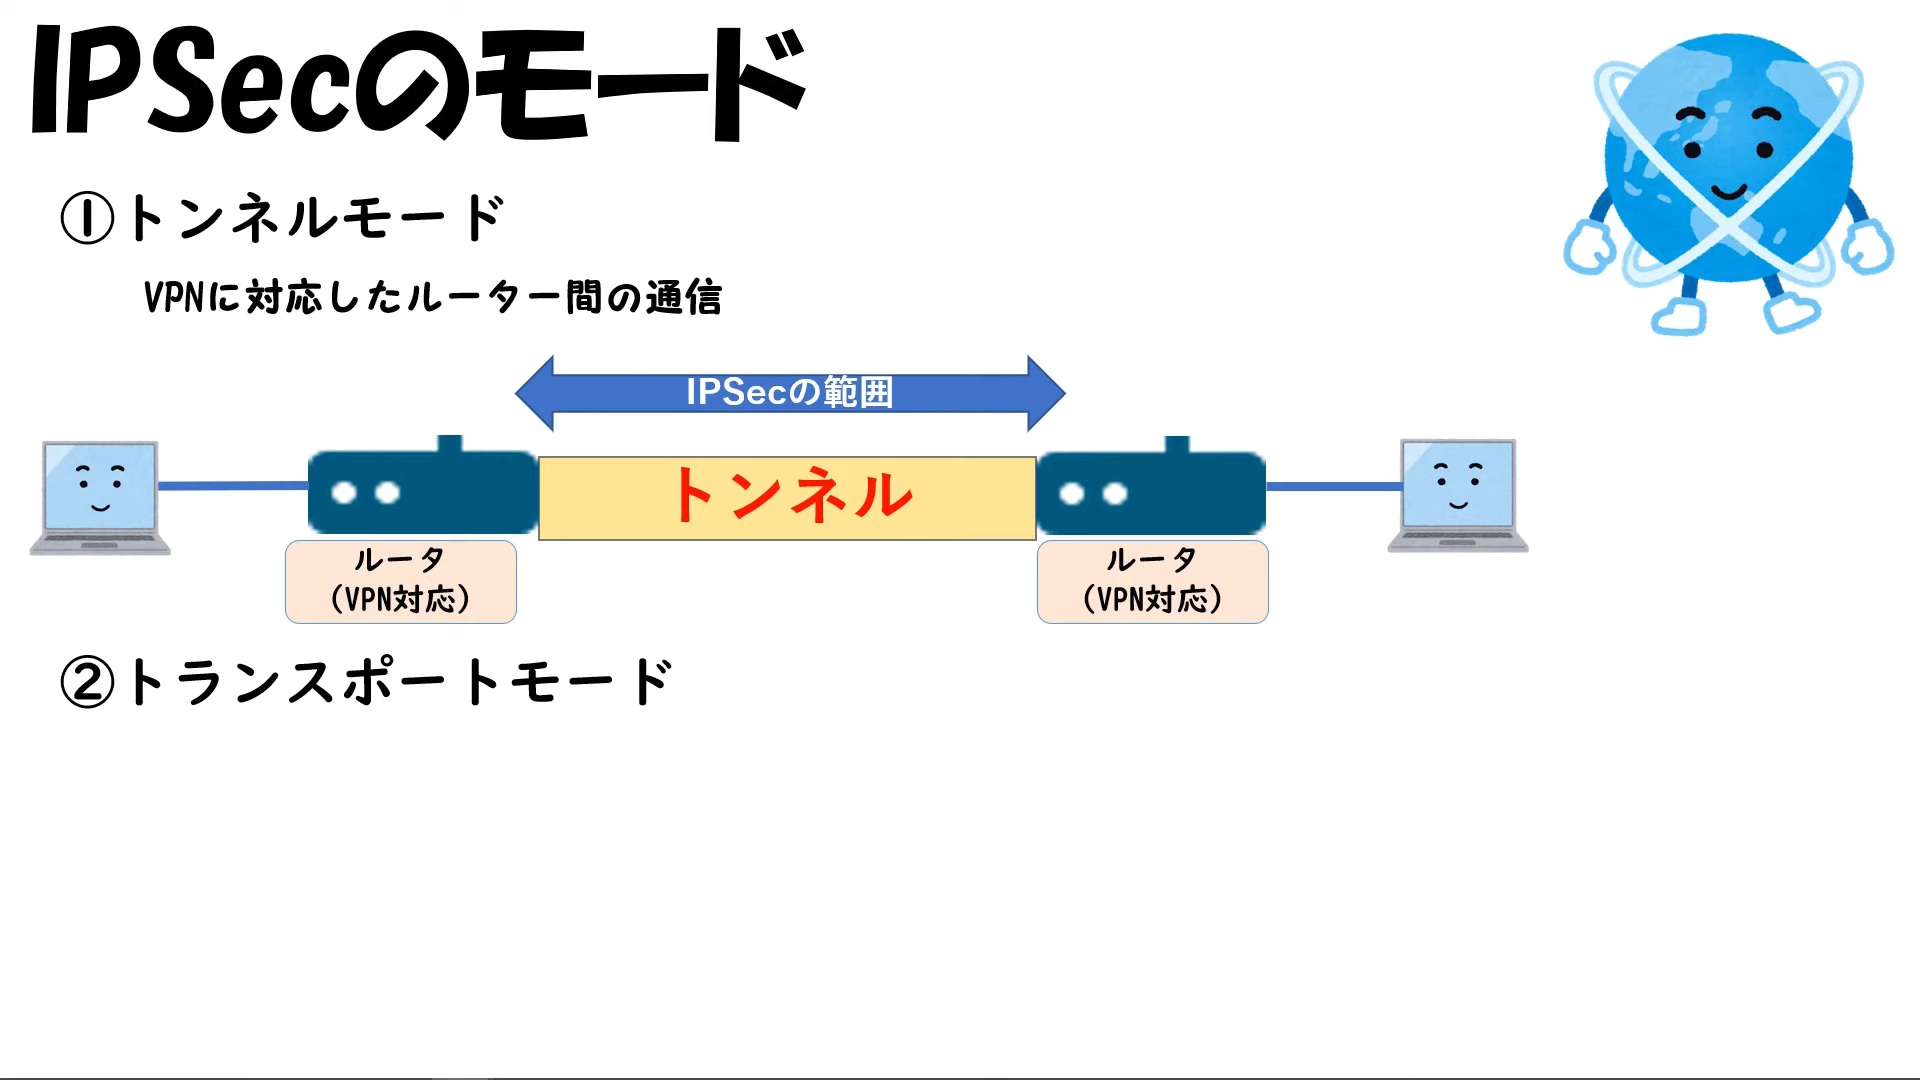 IPSecのモード
①トンネルモード
VPNに対応したルーター間の通信
IPSecの範囲
トンネル
ルータ
(VPN対応)
ルータ
(VPN対応)
②トランスポートモード